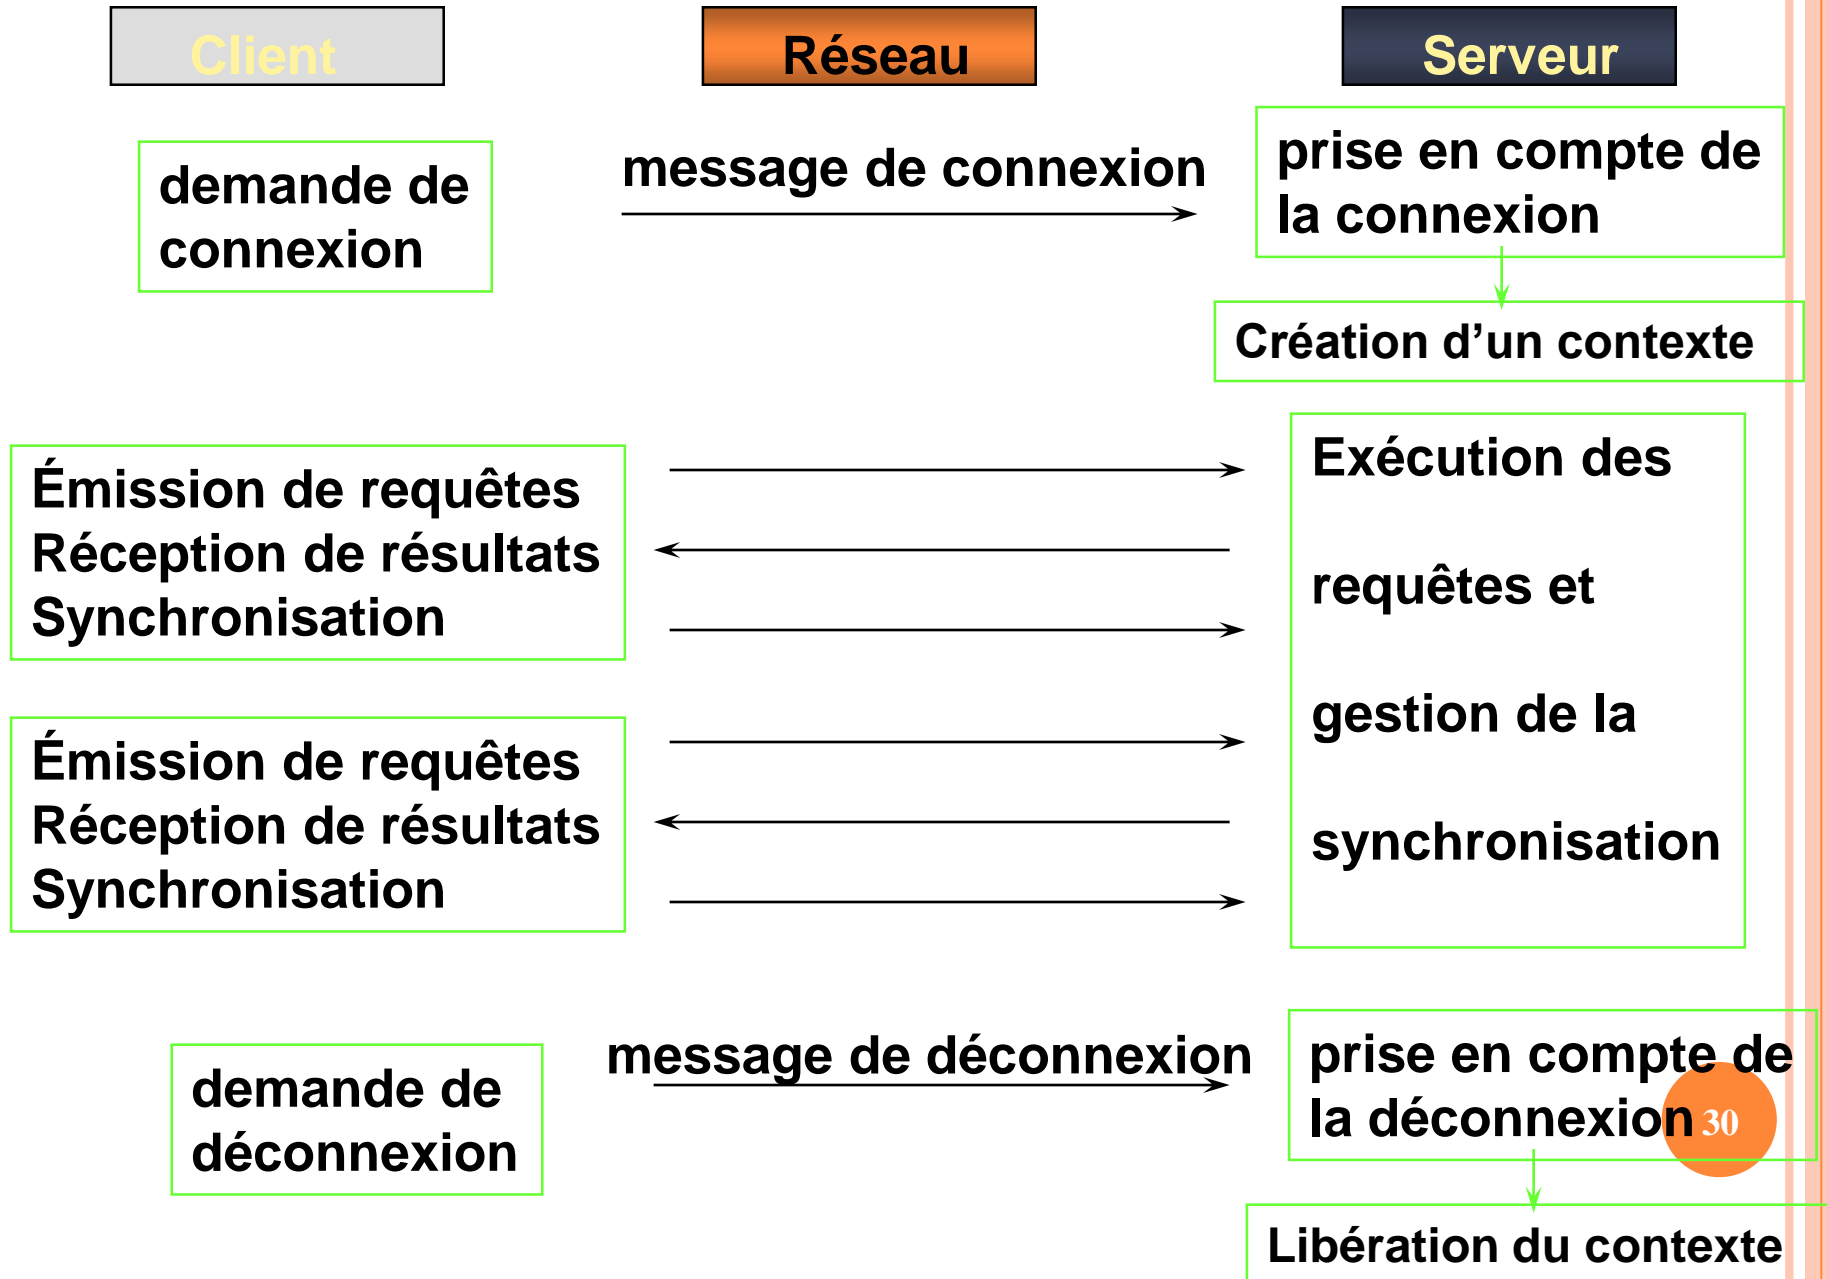 Client
Réseau
Serveur
demande de
connexion
message de connexion
prise en compte de
la connexion
Création d’un contexte
Émission de requêtes
Réception de résultats
Synchronisation
Exécution des
requêtes et
gestion de la
synchronisation
Émission de requêtes
Réception de résultats
Synchronisation
demande de
déconnexion
message de déconnexion
prise en compte de
la déconnexion
30
Libération du contexte